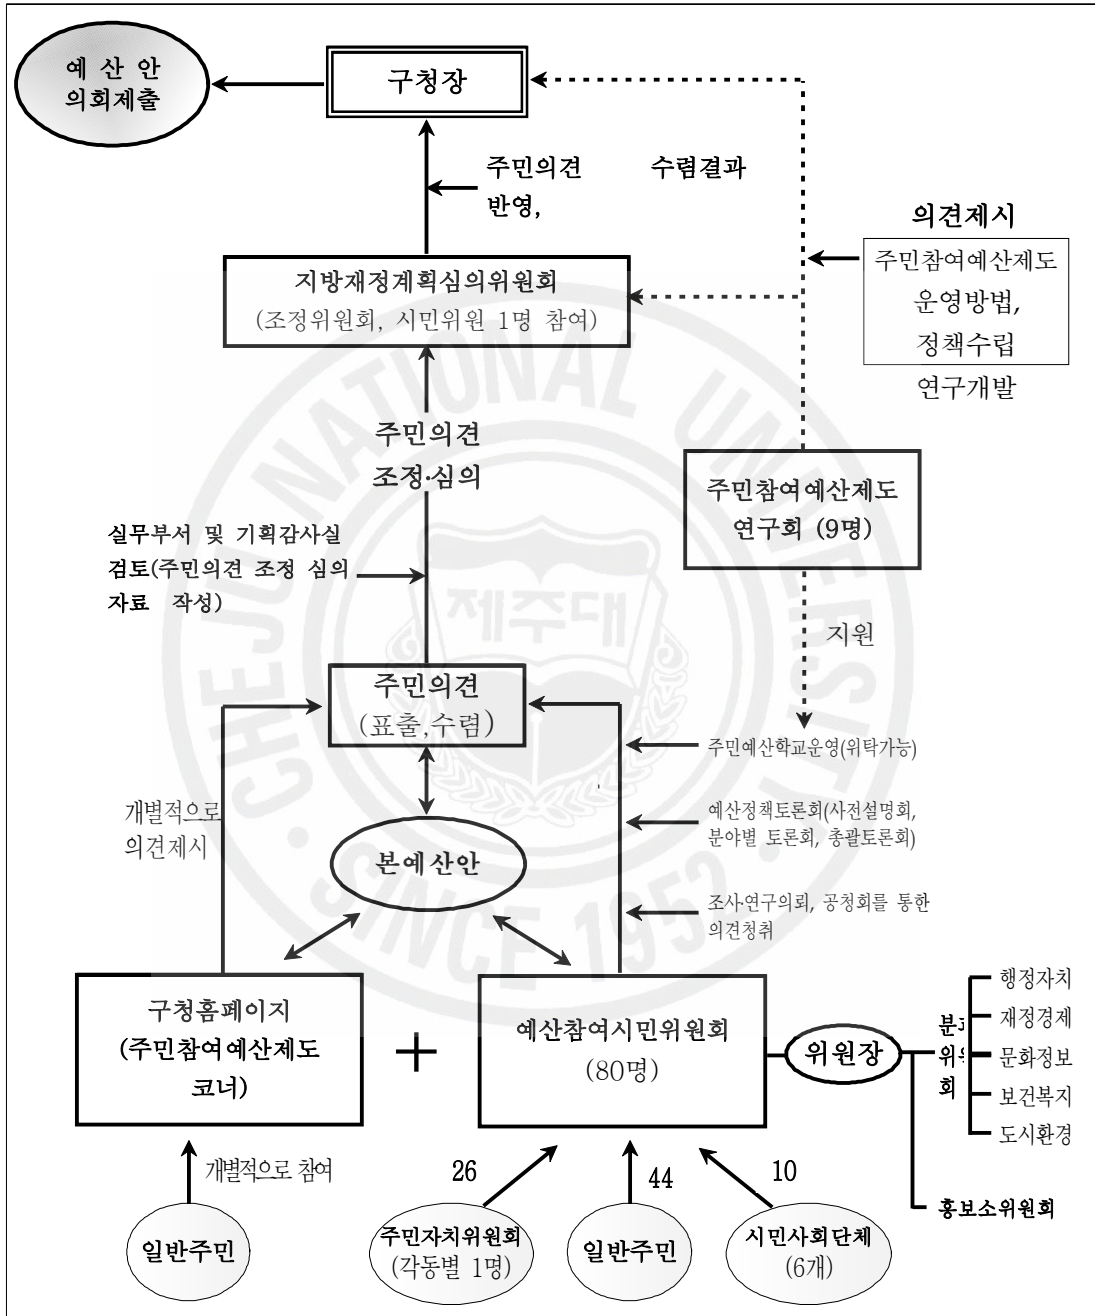 예 산 안
의회제출
구청장
주민의견 수렴결과
반영,
의견제시
주민참여예산제도
운영방법,
정책수립
연구개발
지방재정계획심의위원회
(조정위원회, 시민위원 1명 참여)
주민의견
조정·심의
주민참여예산제도
연구회 (9명)
실무부서 및 기획감사실
검토(주민의견 조정 심의
자료 작성)
지원
주민의견
(표출,수렴)
주민예산학교운영(위탁가능)
개별적으로
의견제시
예산정책토론회(사전설명회,
분야별 토론회, 총괄토론회)
본예산안
조사·연구의뢰, 공청회를 통한
의견청취
구청홈페이지
(주민참여예산제도
코너)
+
예산참여시민위원회
(80명)
위원장
분과
위원
회
행정자치
재정경제
문화정보
보건복지
도시환경
홍보소위원회
개별적으로 참여
26
44
10
일반주민
주민자치위원회
(각동별 1명)
일반주민
시민사회단체
(6개)
CHEJU NATIONAL UNIVERSITY
SINCE 1952
제주대